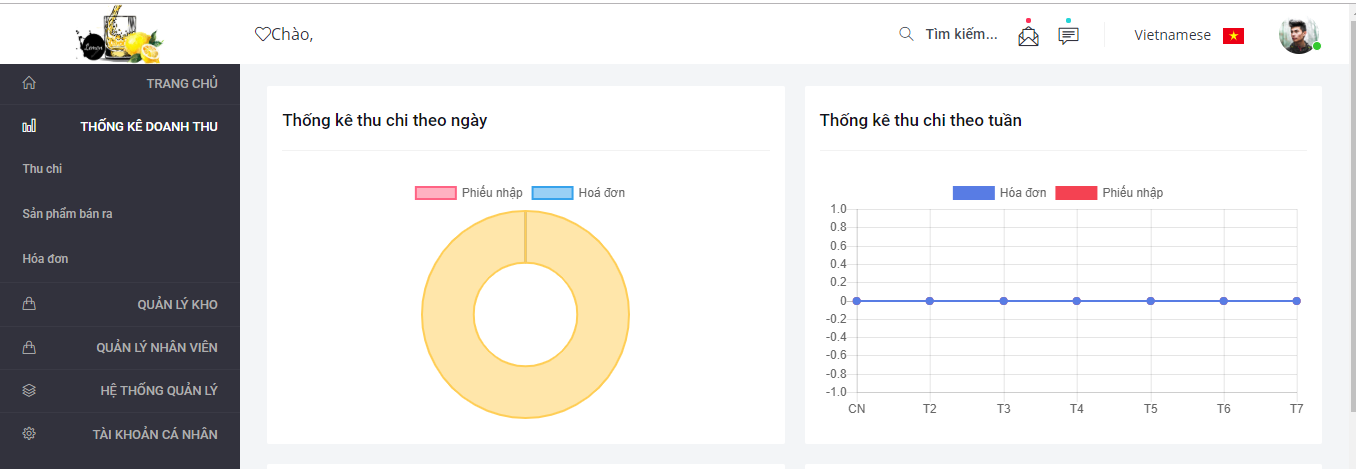 Lemon
Chào,
Tìm kiếm...
Vietnamese
TRANG CHỦ
THỐNG KÊ DOANH THU
Thu chi
Sản phẩm bán ra
Hóa đơn
QUẢN LÝ KHO
QUẢN LÝ NHÂN VIÊN
HỆ THỐNG QUẢN LÝ
TÀI KHOẢN CÁ NHÂN
Thống kê thu chi theo ngày
Phiếu nhập Hoá đơn
Thống kê thu chi theo tuần
Hóa đơn Phiếu nhập
1.0
0.8
0.6
0.4
0.2
0
-0.2
-0.4
-0.6
-0.8
-1.0
CN T2 T3 T4 T5 T6 T7